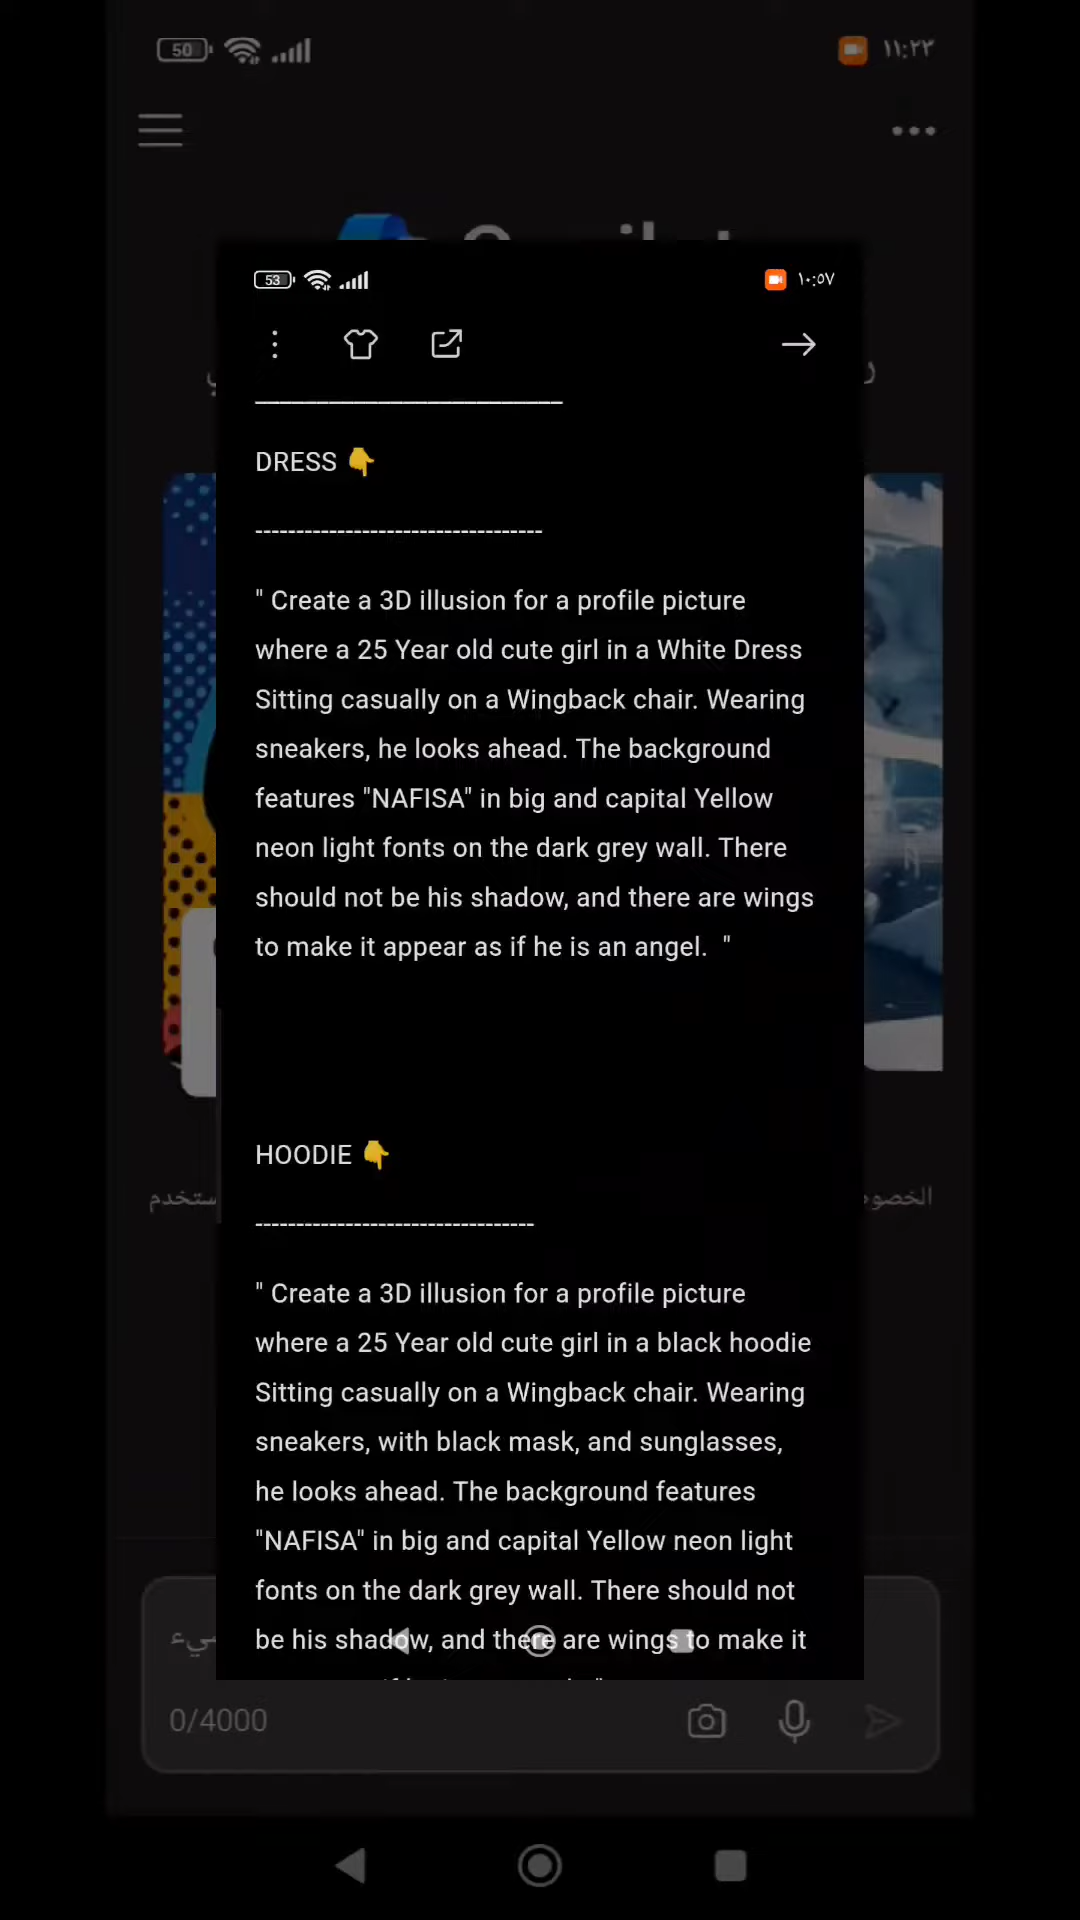 50
١١:٢٣
53
١٠:٥٧
DRESS 👇
---------------------------------
" Create a 3D illusion for a profile picture
where a 25 Year old cute girl in a White Dress
Sitting casually on a Wingback chair. Wearing
sneakers, he looks ahead. The background
features "NAFISA" in big and capital Yellow
neon light fonts on the dark grey wall. There
should not be his shadow, and there are wings
to make it appear as if he is an angel.  "
HOODIE 👇
--------------------------------
" Create a 3D illusion for a profile picture
where a 25 Year old cute girl in a black hoodie
Sitting casually on a Wingback chair. Wearing
sneakers, with black mask, and sunglasses,
he looks ahead. The background features
"NAFISA" in big and capital Yellow neon light
fonts on the dark grey wall. There should not
be his shadow, and there are wings to make it
0/4000